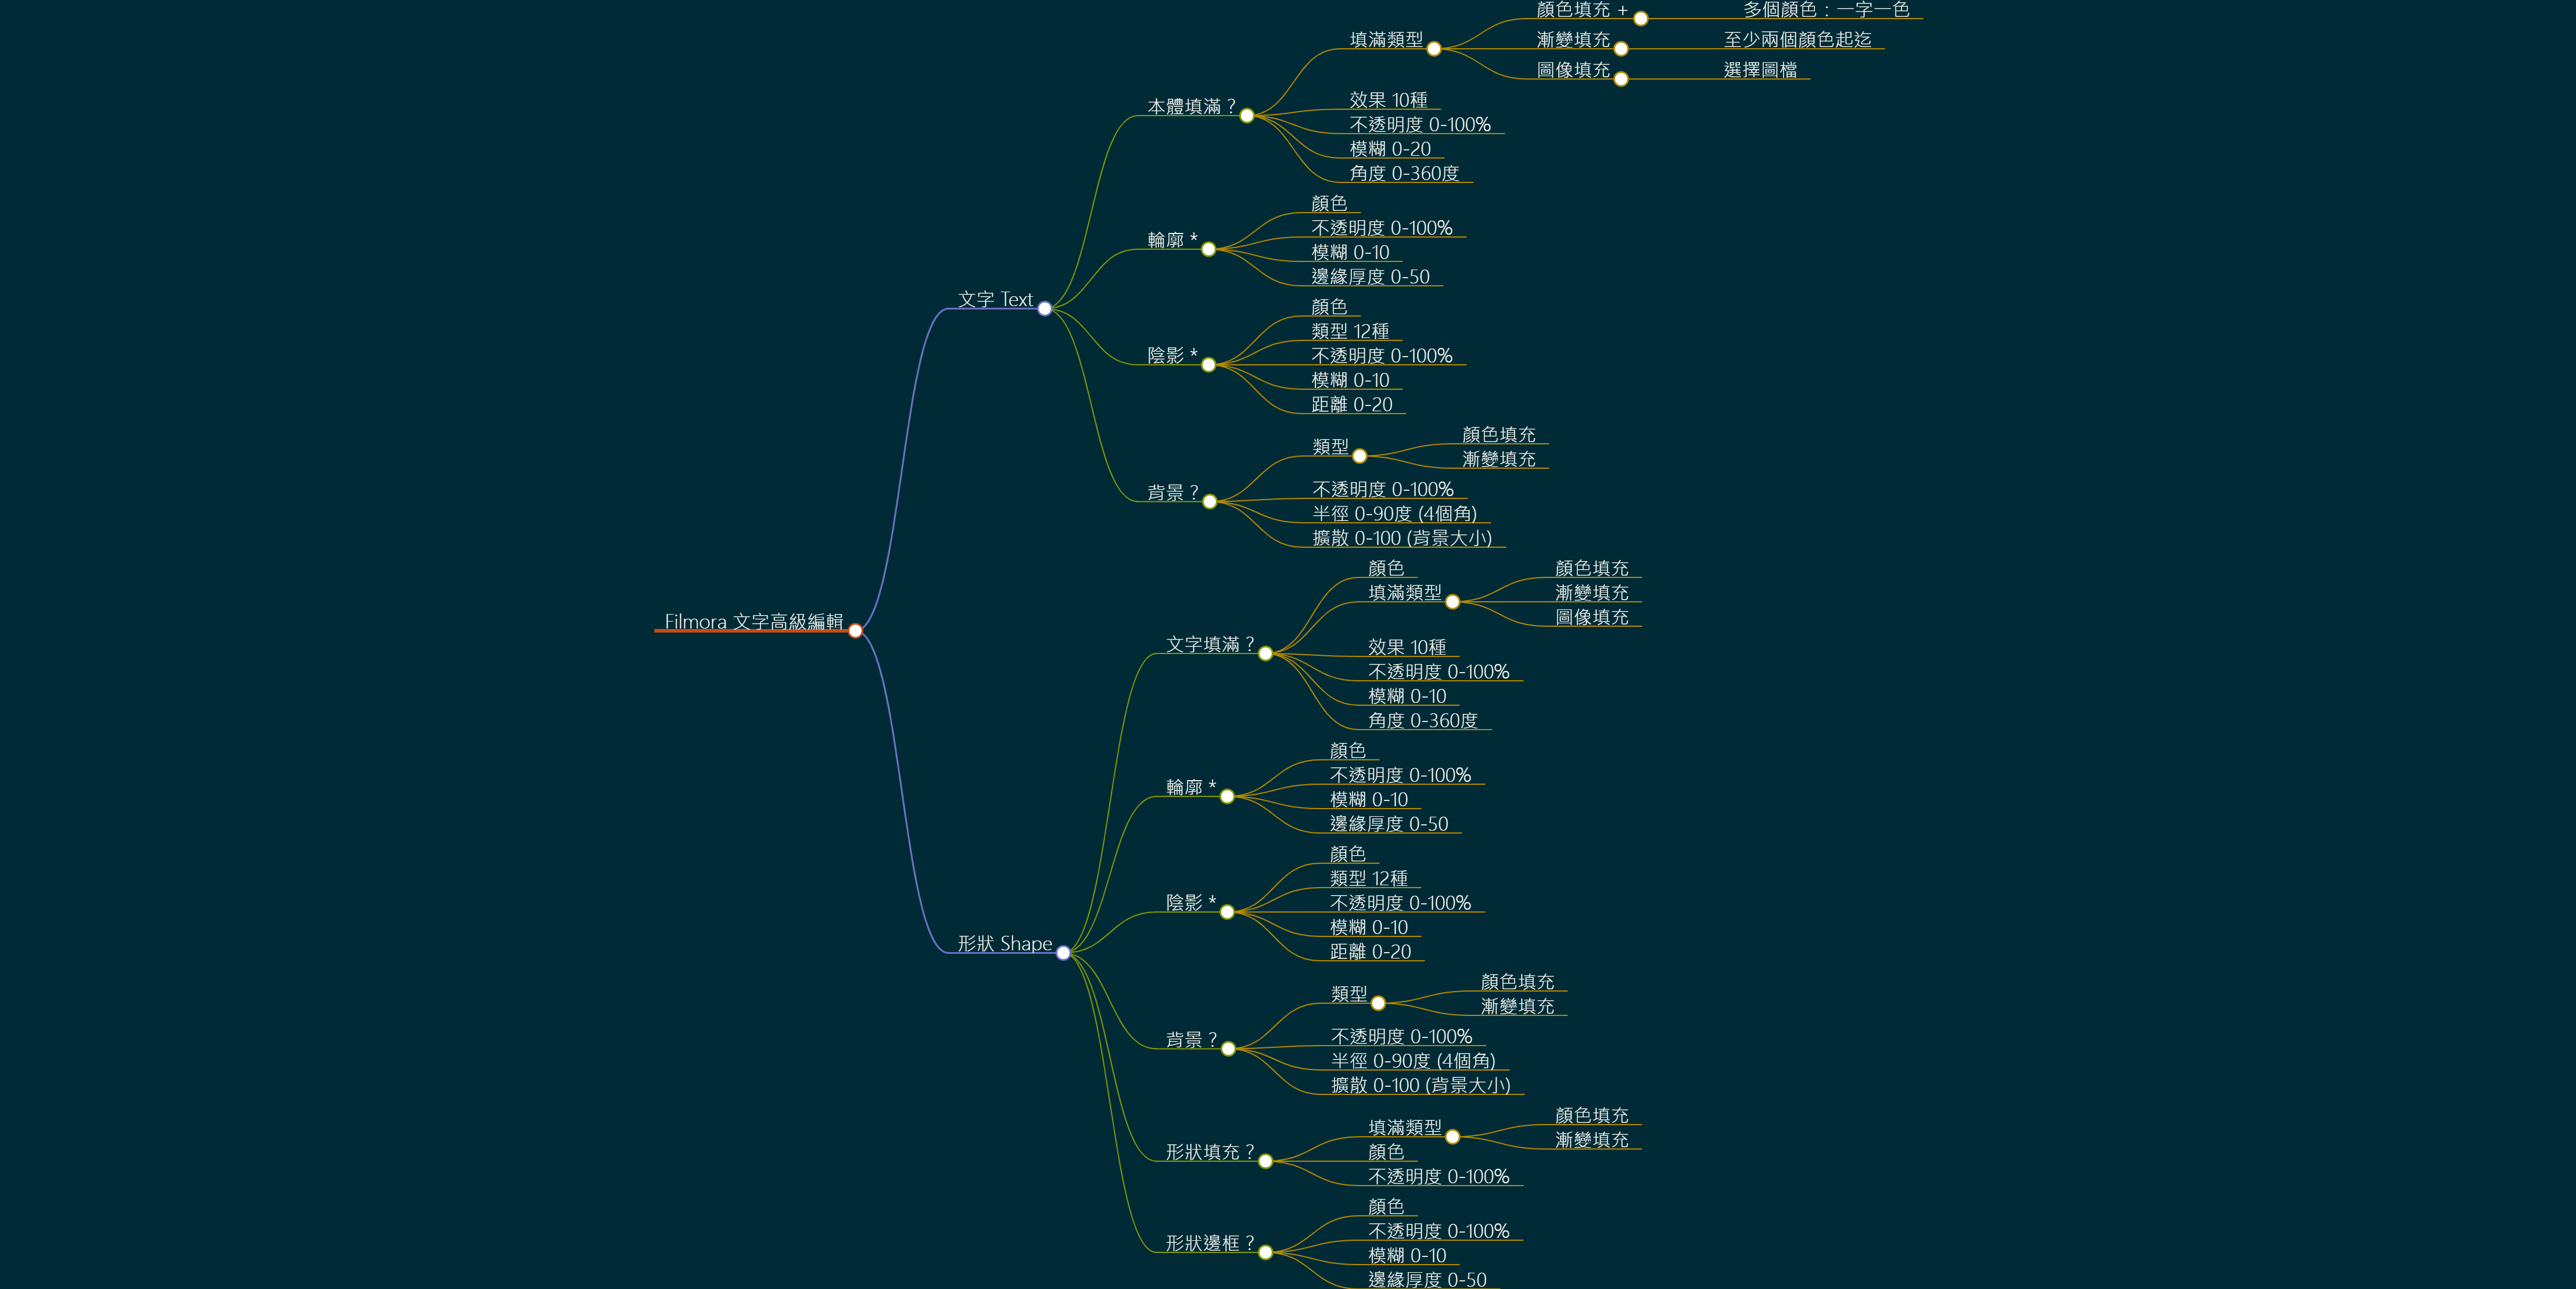 Filmora 文字高級編輯
文字 Text
本體填滿？
填滿類型
顏色填充 +
多個顏色：一字一色
漸變填充
至少兩個顏色起迄
圖像填充
選擇圖檔
效果 10種
不透明度 0-100%
模糊 0-20
角度 0-360度
輪廓 *
顏色
不透明度 0-100%
模糊 0-10
邊緣厚度 0-50
陰影 *
顏色
類型 12種
不透明度 0-100%
模糊 0-10
距離 0-20
背景？
類型
顏色填充
漸變填充
不透明度 0-100%
半徑 0-90度 (4個角)
擴散 0-100 (背景大小)
形狀 Shape
文字填滿？
顏色
填滿類型
顏色填充
漸變填充
圖像填充
效果 10種
不透明度 0-100%
模糊 0-10
角度 0-360度
輪廓 *
顏色
不透明度 0-100%
模糊 0-10
邊緣厚度 0-50
陰影 *
顏色
類型 12種
不透明度 0-100%
模糊 0-10
距離 0-20
背景？
類型
顏色填充
漸變填充
不透明度 0-100%
半徑 0-90度 (4個角)
擴散 0-100 (背景大小)
形狀填充？
填滿類型
顏色填充
漸變填充
顏色
不透明度 0-100%
形狀邊框？
顏色
不透明度 0-100%
模糊 0-10
邊緣厚度 0-50